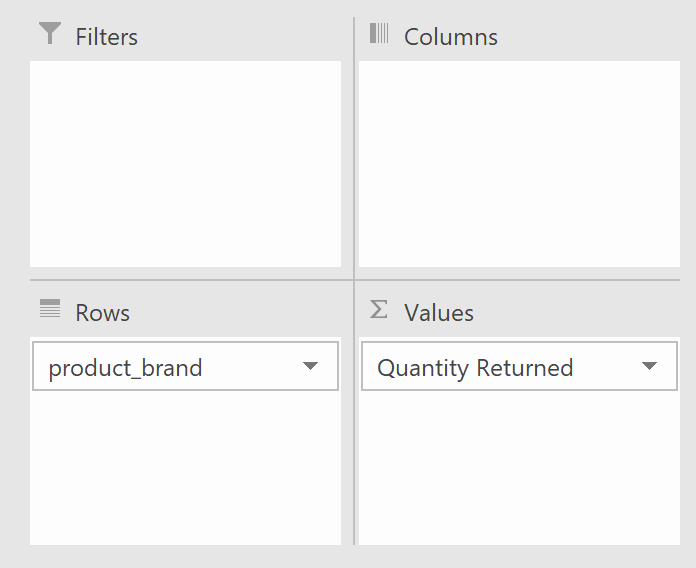 Filters
Columns
Rows
Values
product_brand
Quantity Returned